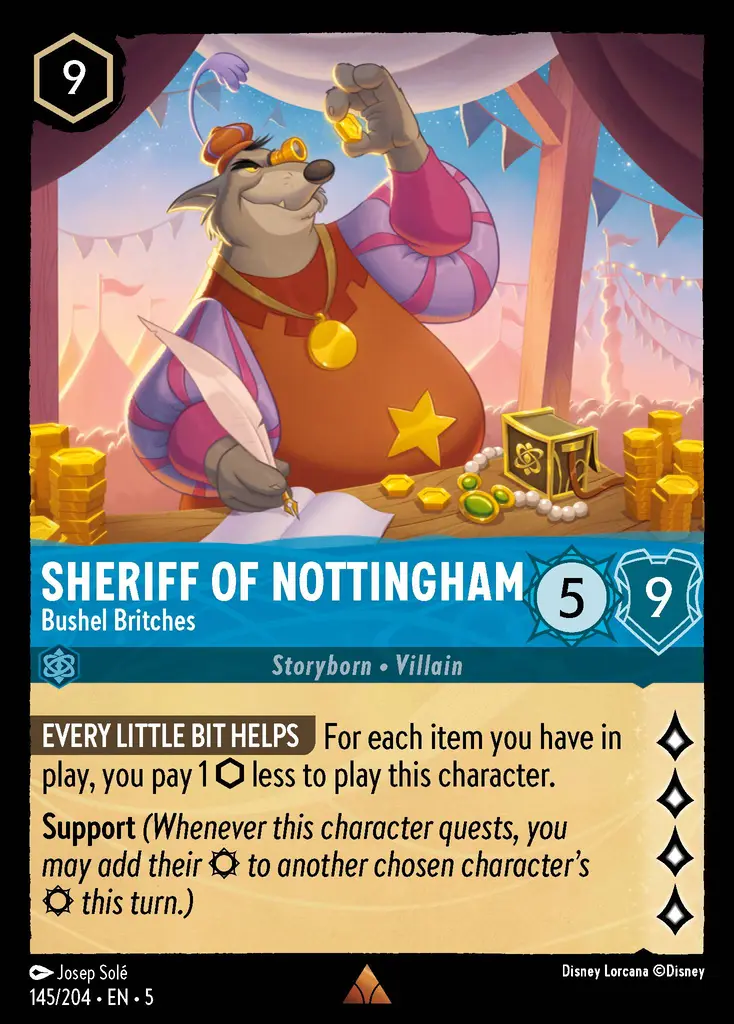 9
SHERIFF OF NOTTINGHAM
Bushel Britches
5
9
Storyborn • Villain
EVERY LITTLE BIT HELPS For each item you have in
play, you pay 1 ⬡ less to play this character.
Support (Whenever this character quests, you
may add their ¤ to another chosen character's
¤ this turn.)
Josep Solé
Disney Lorcana ©Disney
145/204 • EN • 5